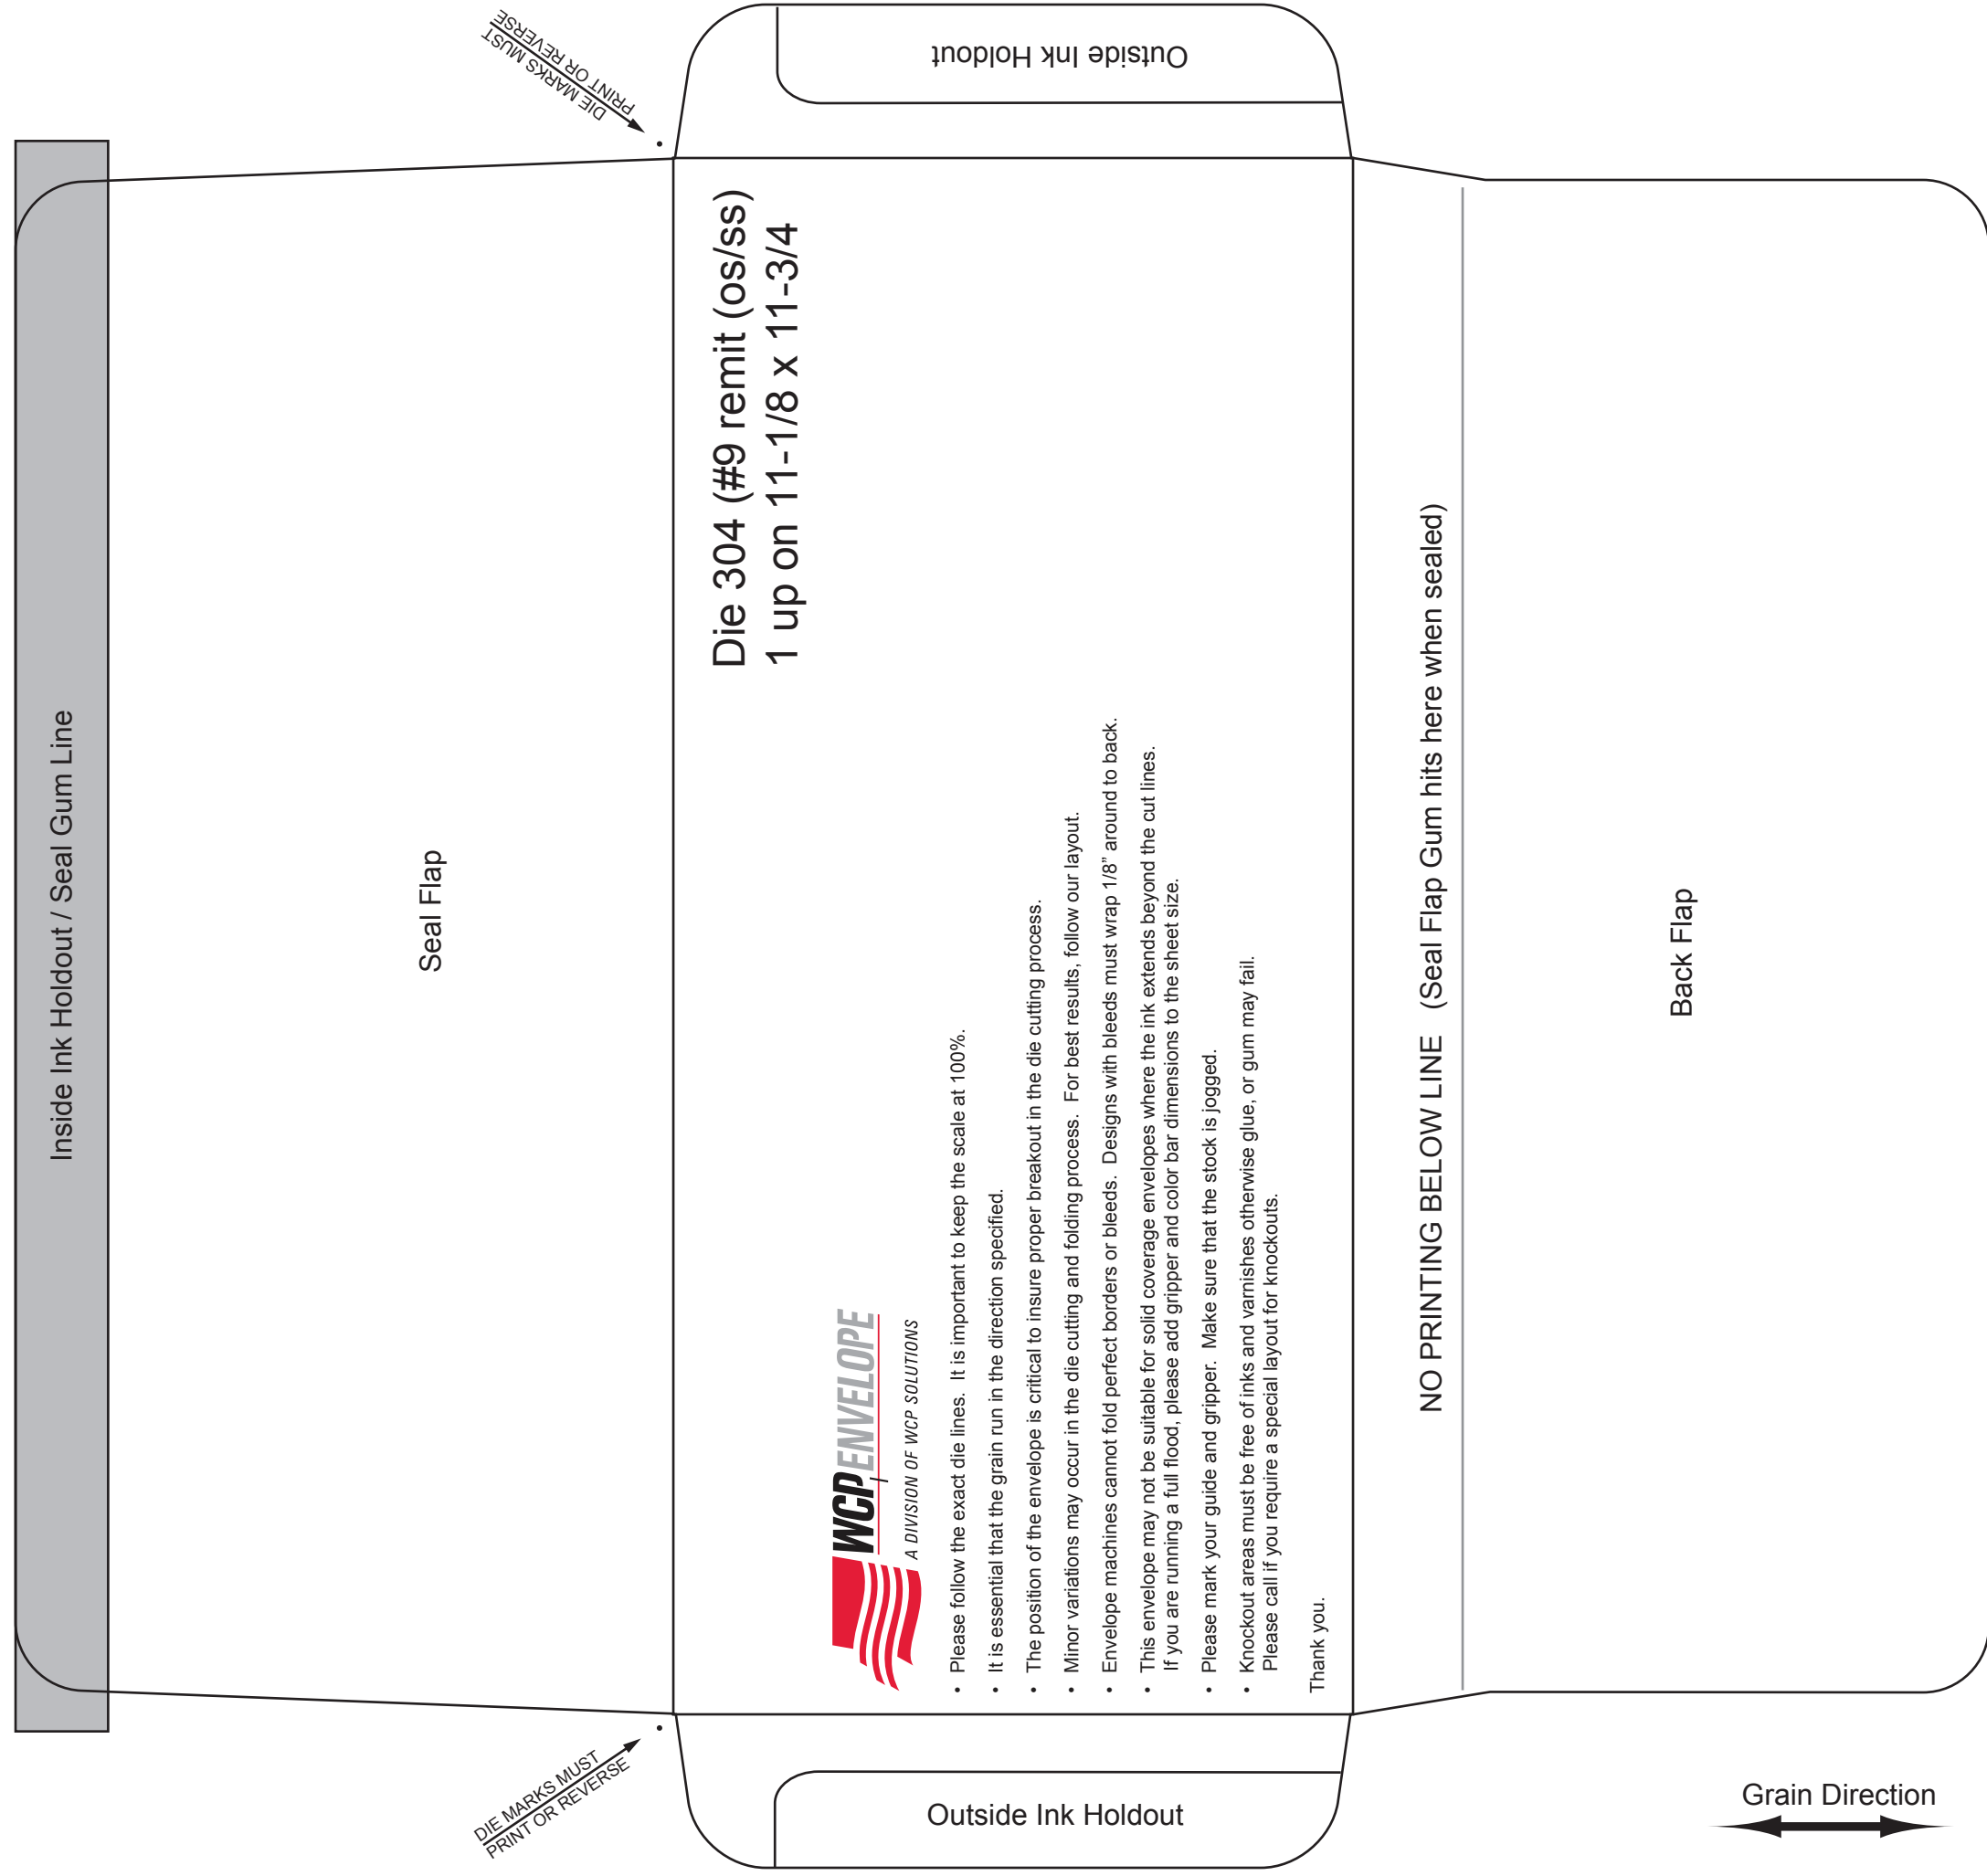 Inside Ink Holdout / Seal Gum Line
Seal Flap
DIE MARKS MUST
PRINT OR REVERSE
DIE MARKS MUST
PRINT OR REVERSE
Outside Ink Holdout
Die 304 (#9 remit (os/ss)
1 up on 11-1/8 x 11-3/4
WCP ENVELOPE
A DIVISION OF WCP SOLUTIONS
• Please follow the exact die lines. It is important to keep the scale at 100%.
• It is essential that the grain run in the direction specified.
• The position of the envelope is critical to insure proper breakout in the die cutting process.
• Minor variations may occur in the die cutting and folding process. For best results, follow our layout.
• Envelope machines cannot fold perfect borders or bleeds. Designs with bleeds must wrap 1/8” around to back.
• This envelope may not be suitable for solid coverage envelopes where the ink extends beyond the cut lines.
If you are running a full flood, please add gripper and color bar dimensions to the sheet size.
• Please mark your guide and gripper. Make sure that the stock is jogged.
• Knockout areas must be free of inks and varnishes otherwise glue, or gum may fail.
Please call if you require a special layout for knockouts.
Thank you.
Outside Ink Holdout
NO PRINTING BELOW LINE (Seal Flap Gum hits here when sealed)
Back Flap
Grain Direction